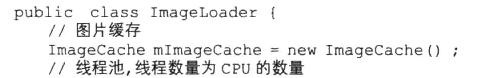 public class ImageLoader {
// 图片缓存
ImageCache mImageCache = new ImageCache() ;
// 线程池,线程数量为 CPU 的数量